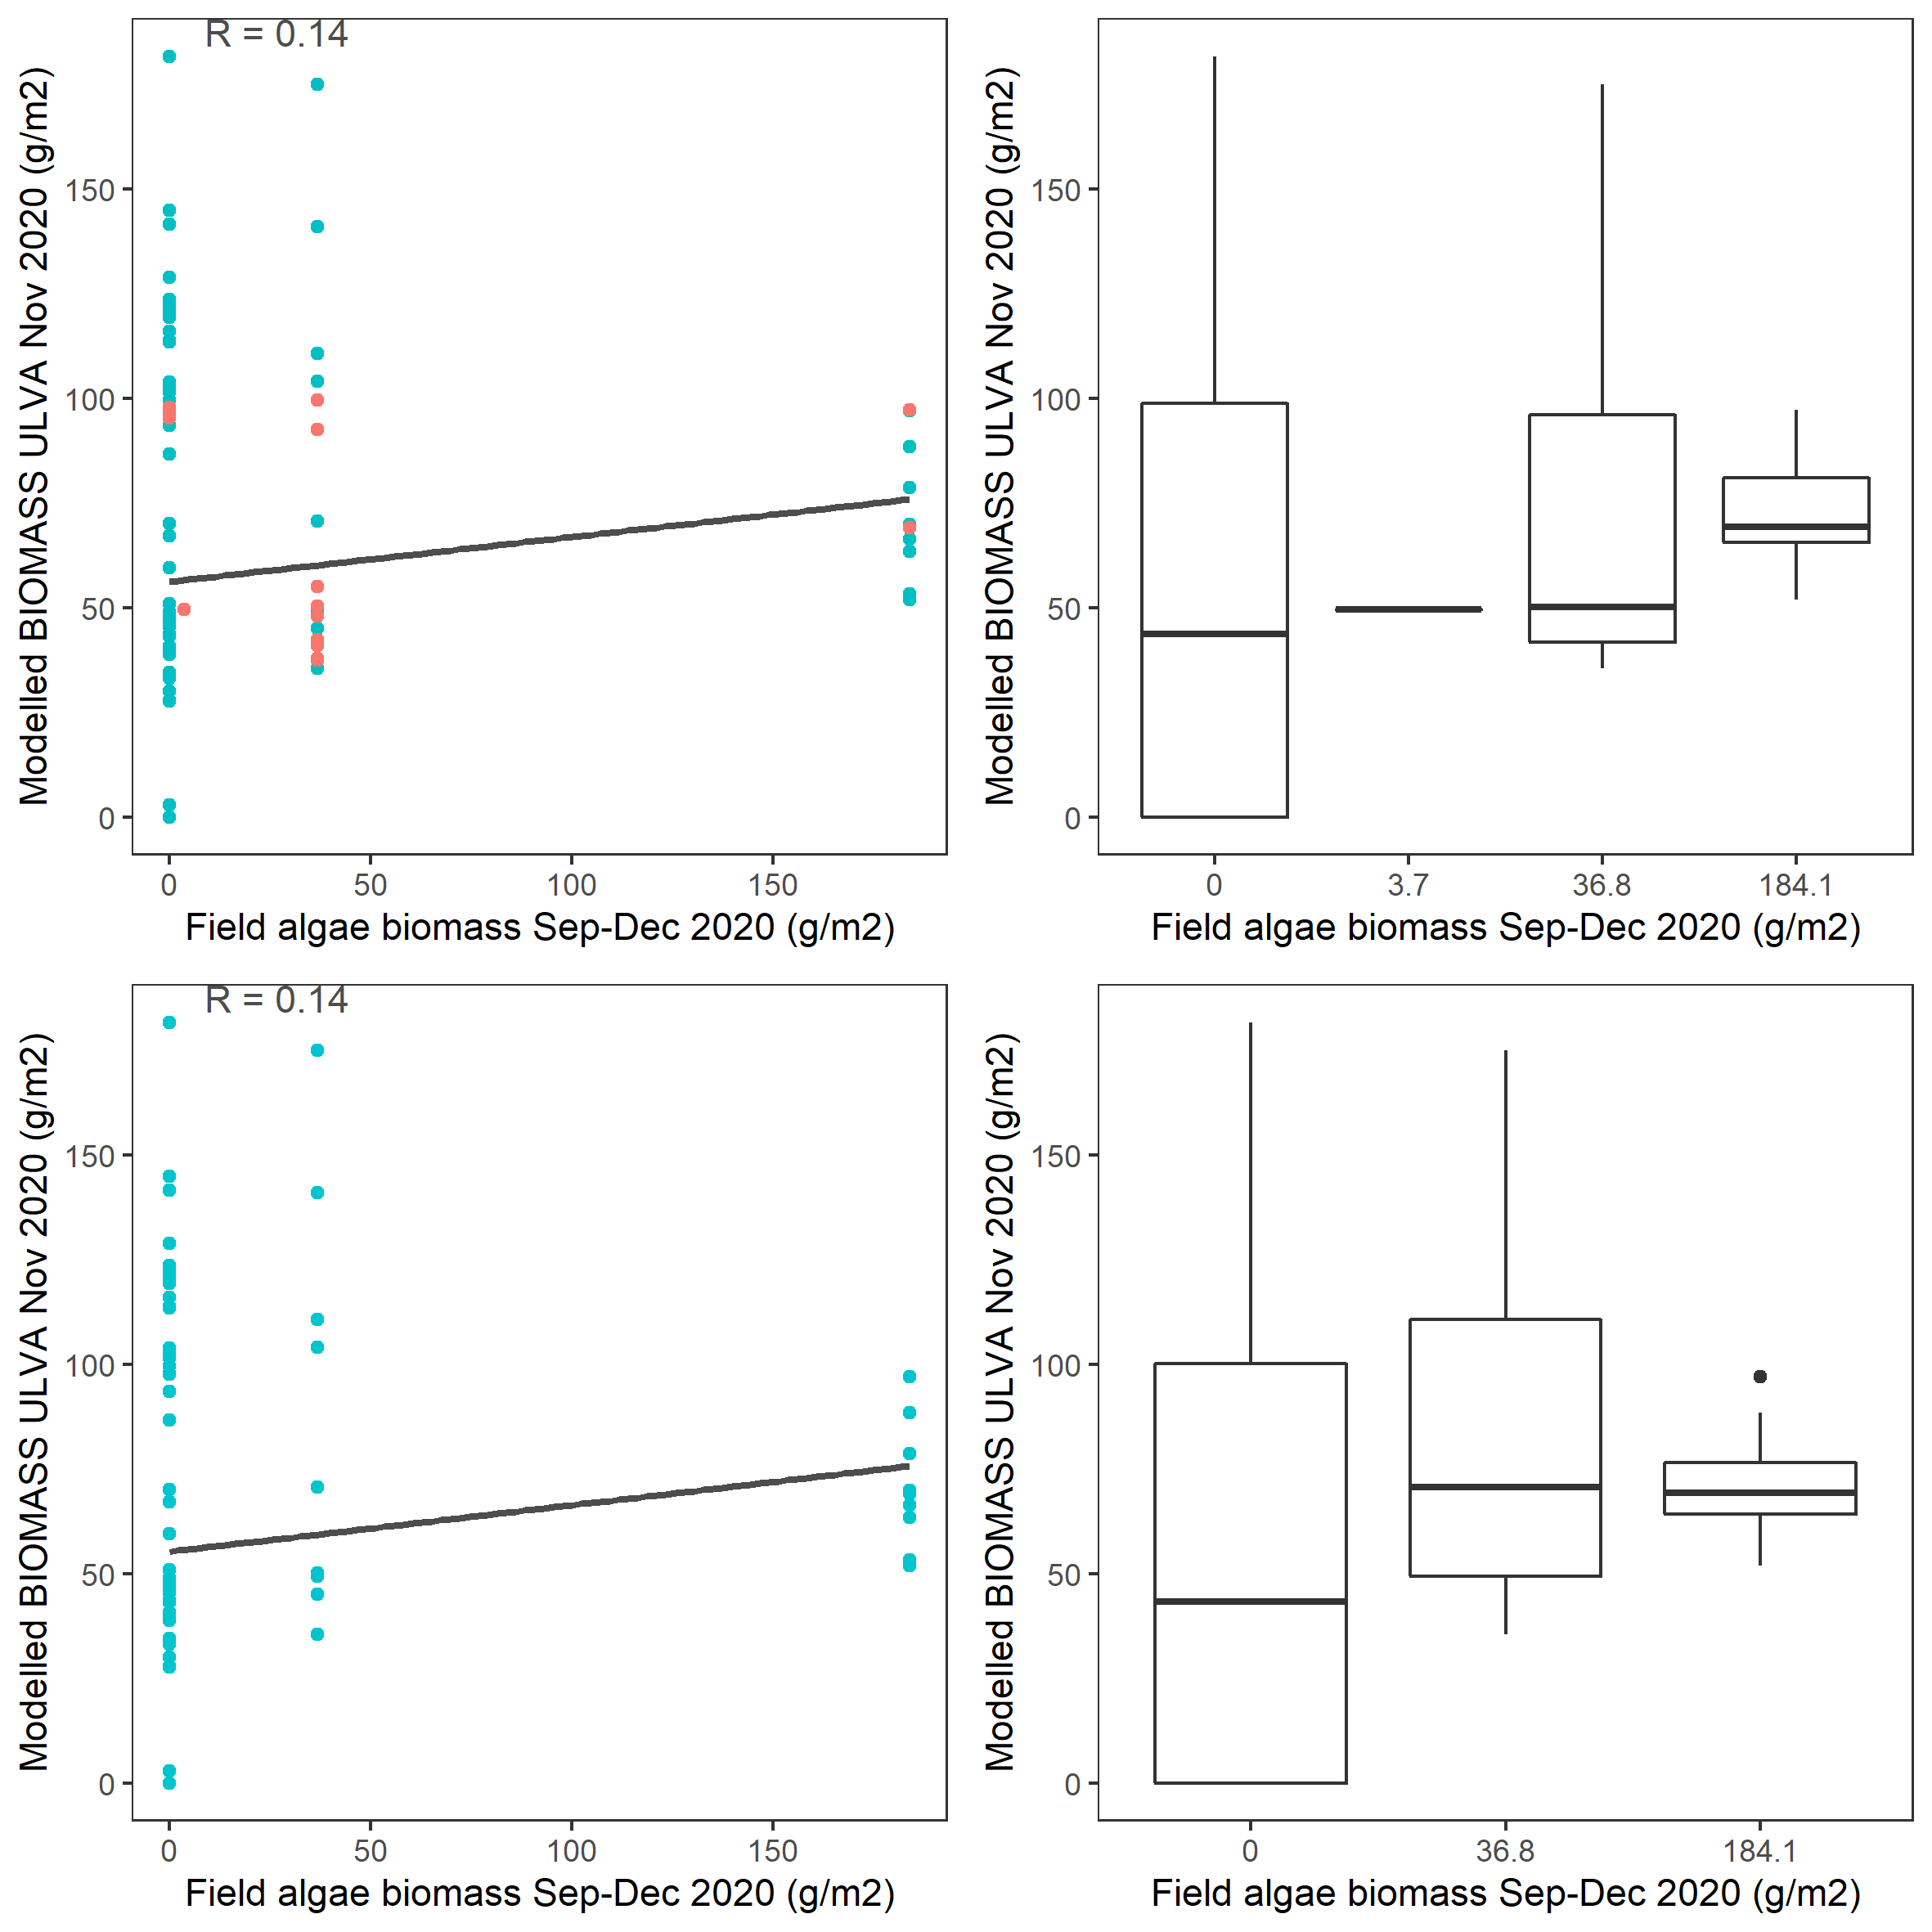 R = 0.14
Modelled BIOMASS ULVA Nov 2020 (g/m2)
150
100
50
0
0 50 100 150
Field algae biomass Sep-Dec 2020 (g/m2)
Modelled BIOMASS ULVA Nov 2020 (g/m2)
150
100
50
0
0 3.7 36.8 184.1
Field algae biomass Sep-Dec 2020 (g/m2)
R = 0.14
Modelled BIOMASS ULVA Nov 2020 (g/m2)
150
100
50
0
0 50 100 150
Field algae biomass Sep-Dec 2020 (g/m2)
Modelled BIOMASS ULVA Nov 2020 (g/m2)
150
100
50
0
0 36.8 184.1
Field algae biomass Sep-Dec 2020 (g/m2)